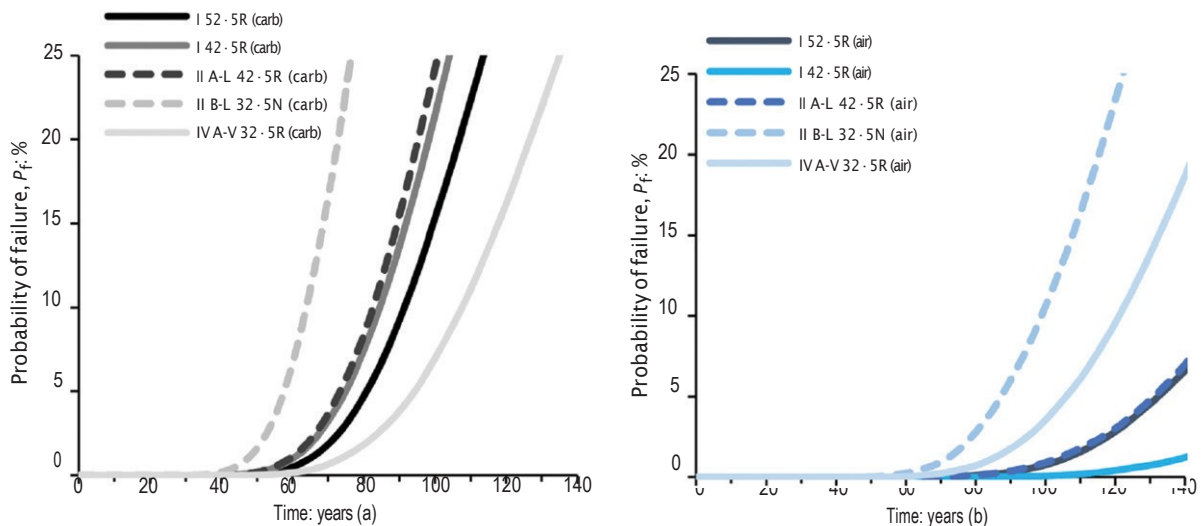 I 52·5R (carb)
I 42·5R (carb)
II A-L 42·5R (carb)
II B-L 32·5N (carb)
IV A-V 32·5R (carb)
25
20
15
10
5
0
Probability of failure, Pf: %
0 20 40 60 80 100 120 140
Time: years (a)
I 52·5R (air)
I 42·5R (air)
II A-L 42·5R (air)
II B-L 32·5N (air)
IV A-V 32·5R (air)
25
20
15
10
5
0
Probability of failure, Pf: %
0 20 40 60 80 100 120 140
Time: years (b)